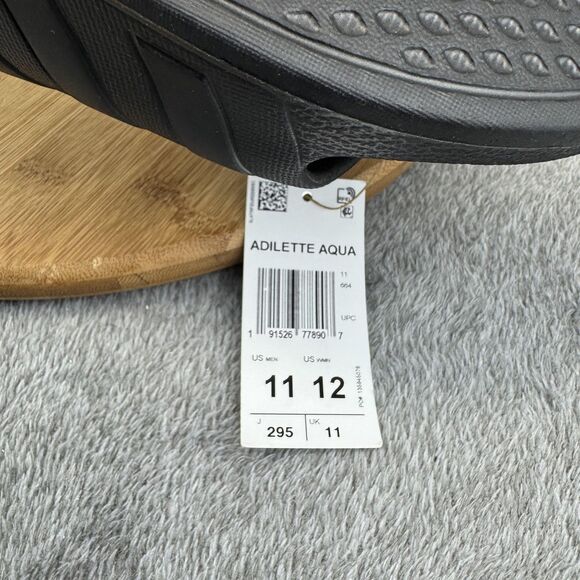 ADILETTE AQUA
11
664
UPC
1 91526 77890 7
US MEN US WMN
11 12
J UK
295 11